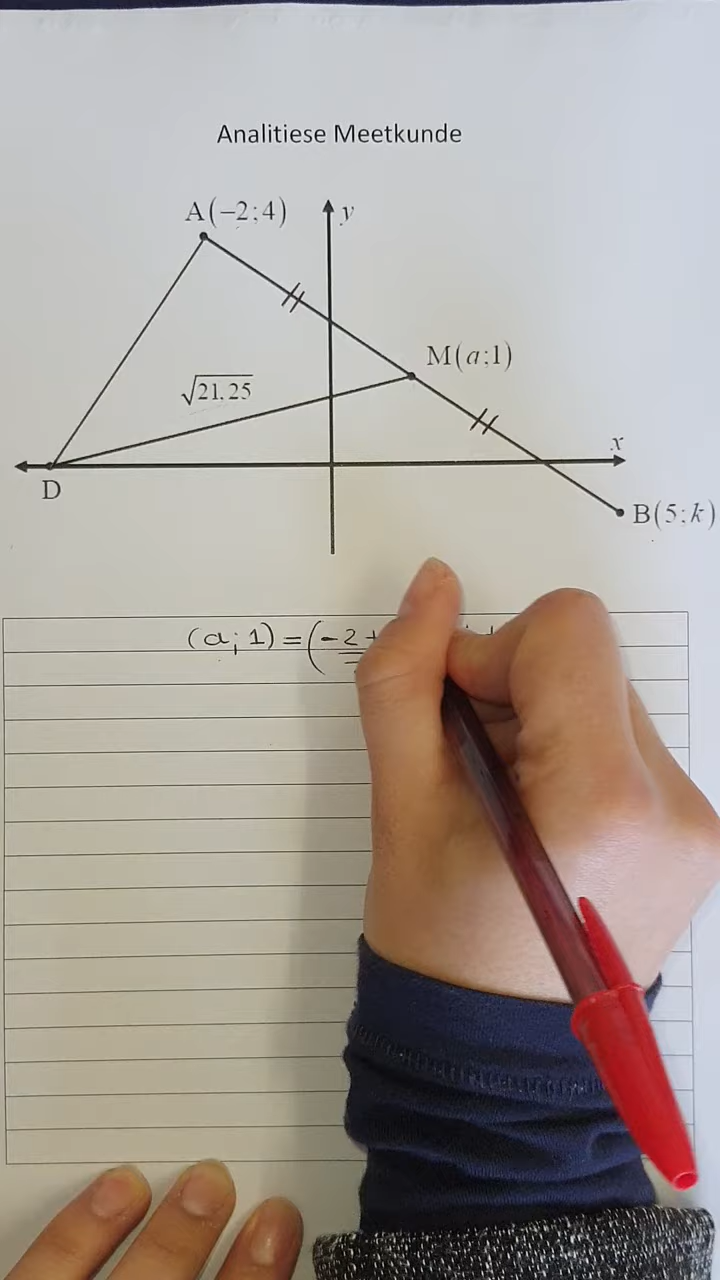 Analitiese Meetkunde
A(−2;4)
y
M(a;1)
√21,25
x
D
B(5;k)
(a;1)=(-2+